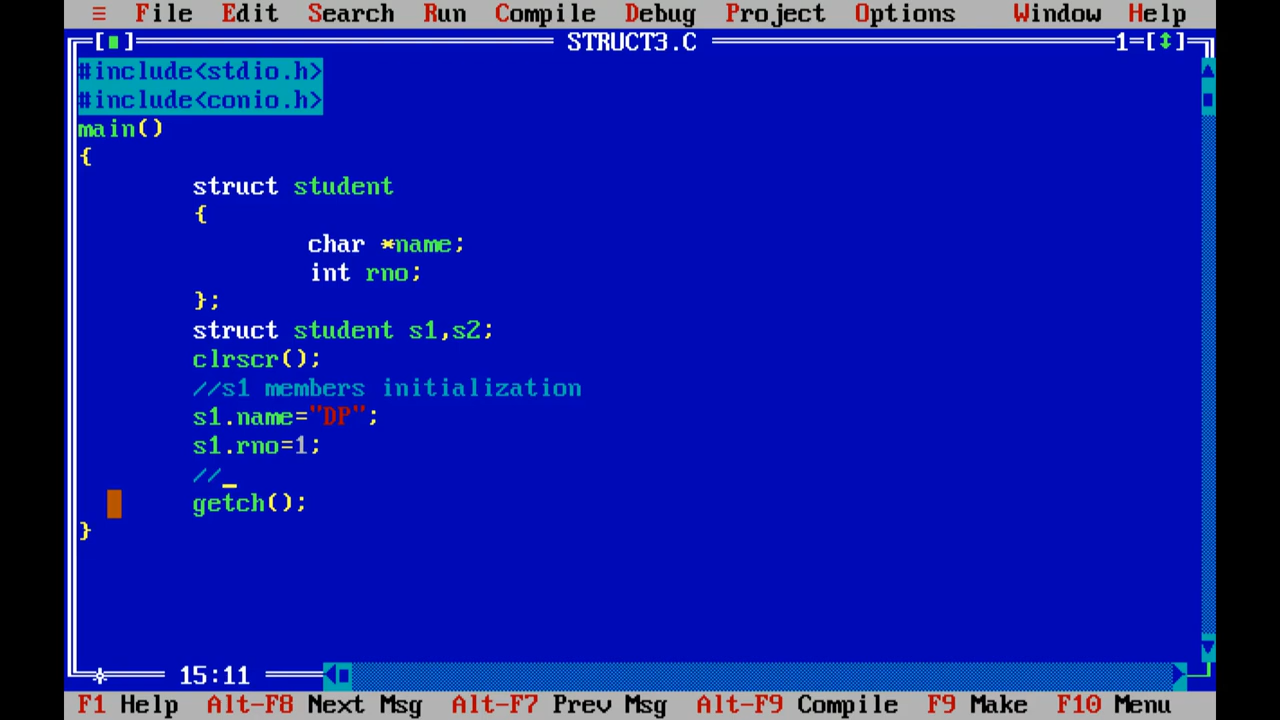 ≡ File Edit Search Run Compile Debug Project Options Window Help
[■] STRUCT3.C 1=[↕]
#include<stdio.h>
#include<conio.h>
main()
{
struct student
{
char *name;
int rno;
};
struct student s1,s2;
clrscr();
//s1 members initialization
s1.name="DP";
s1.rno=1;
//_
getch();
}
15:11
F1 Help Alt-F8 Next Msg Alt-F7 Prev Msg Alt-F9 Compile F9 Make F10 Menu